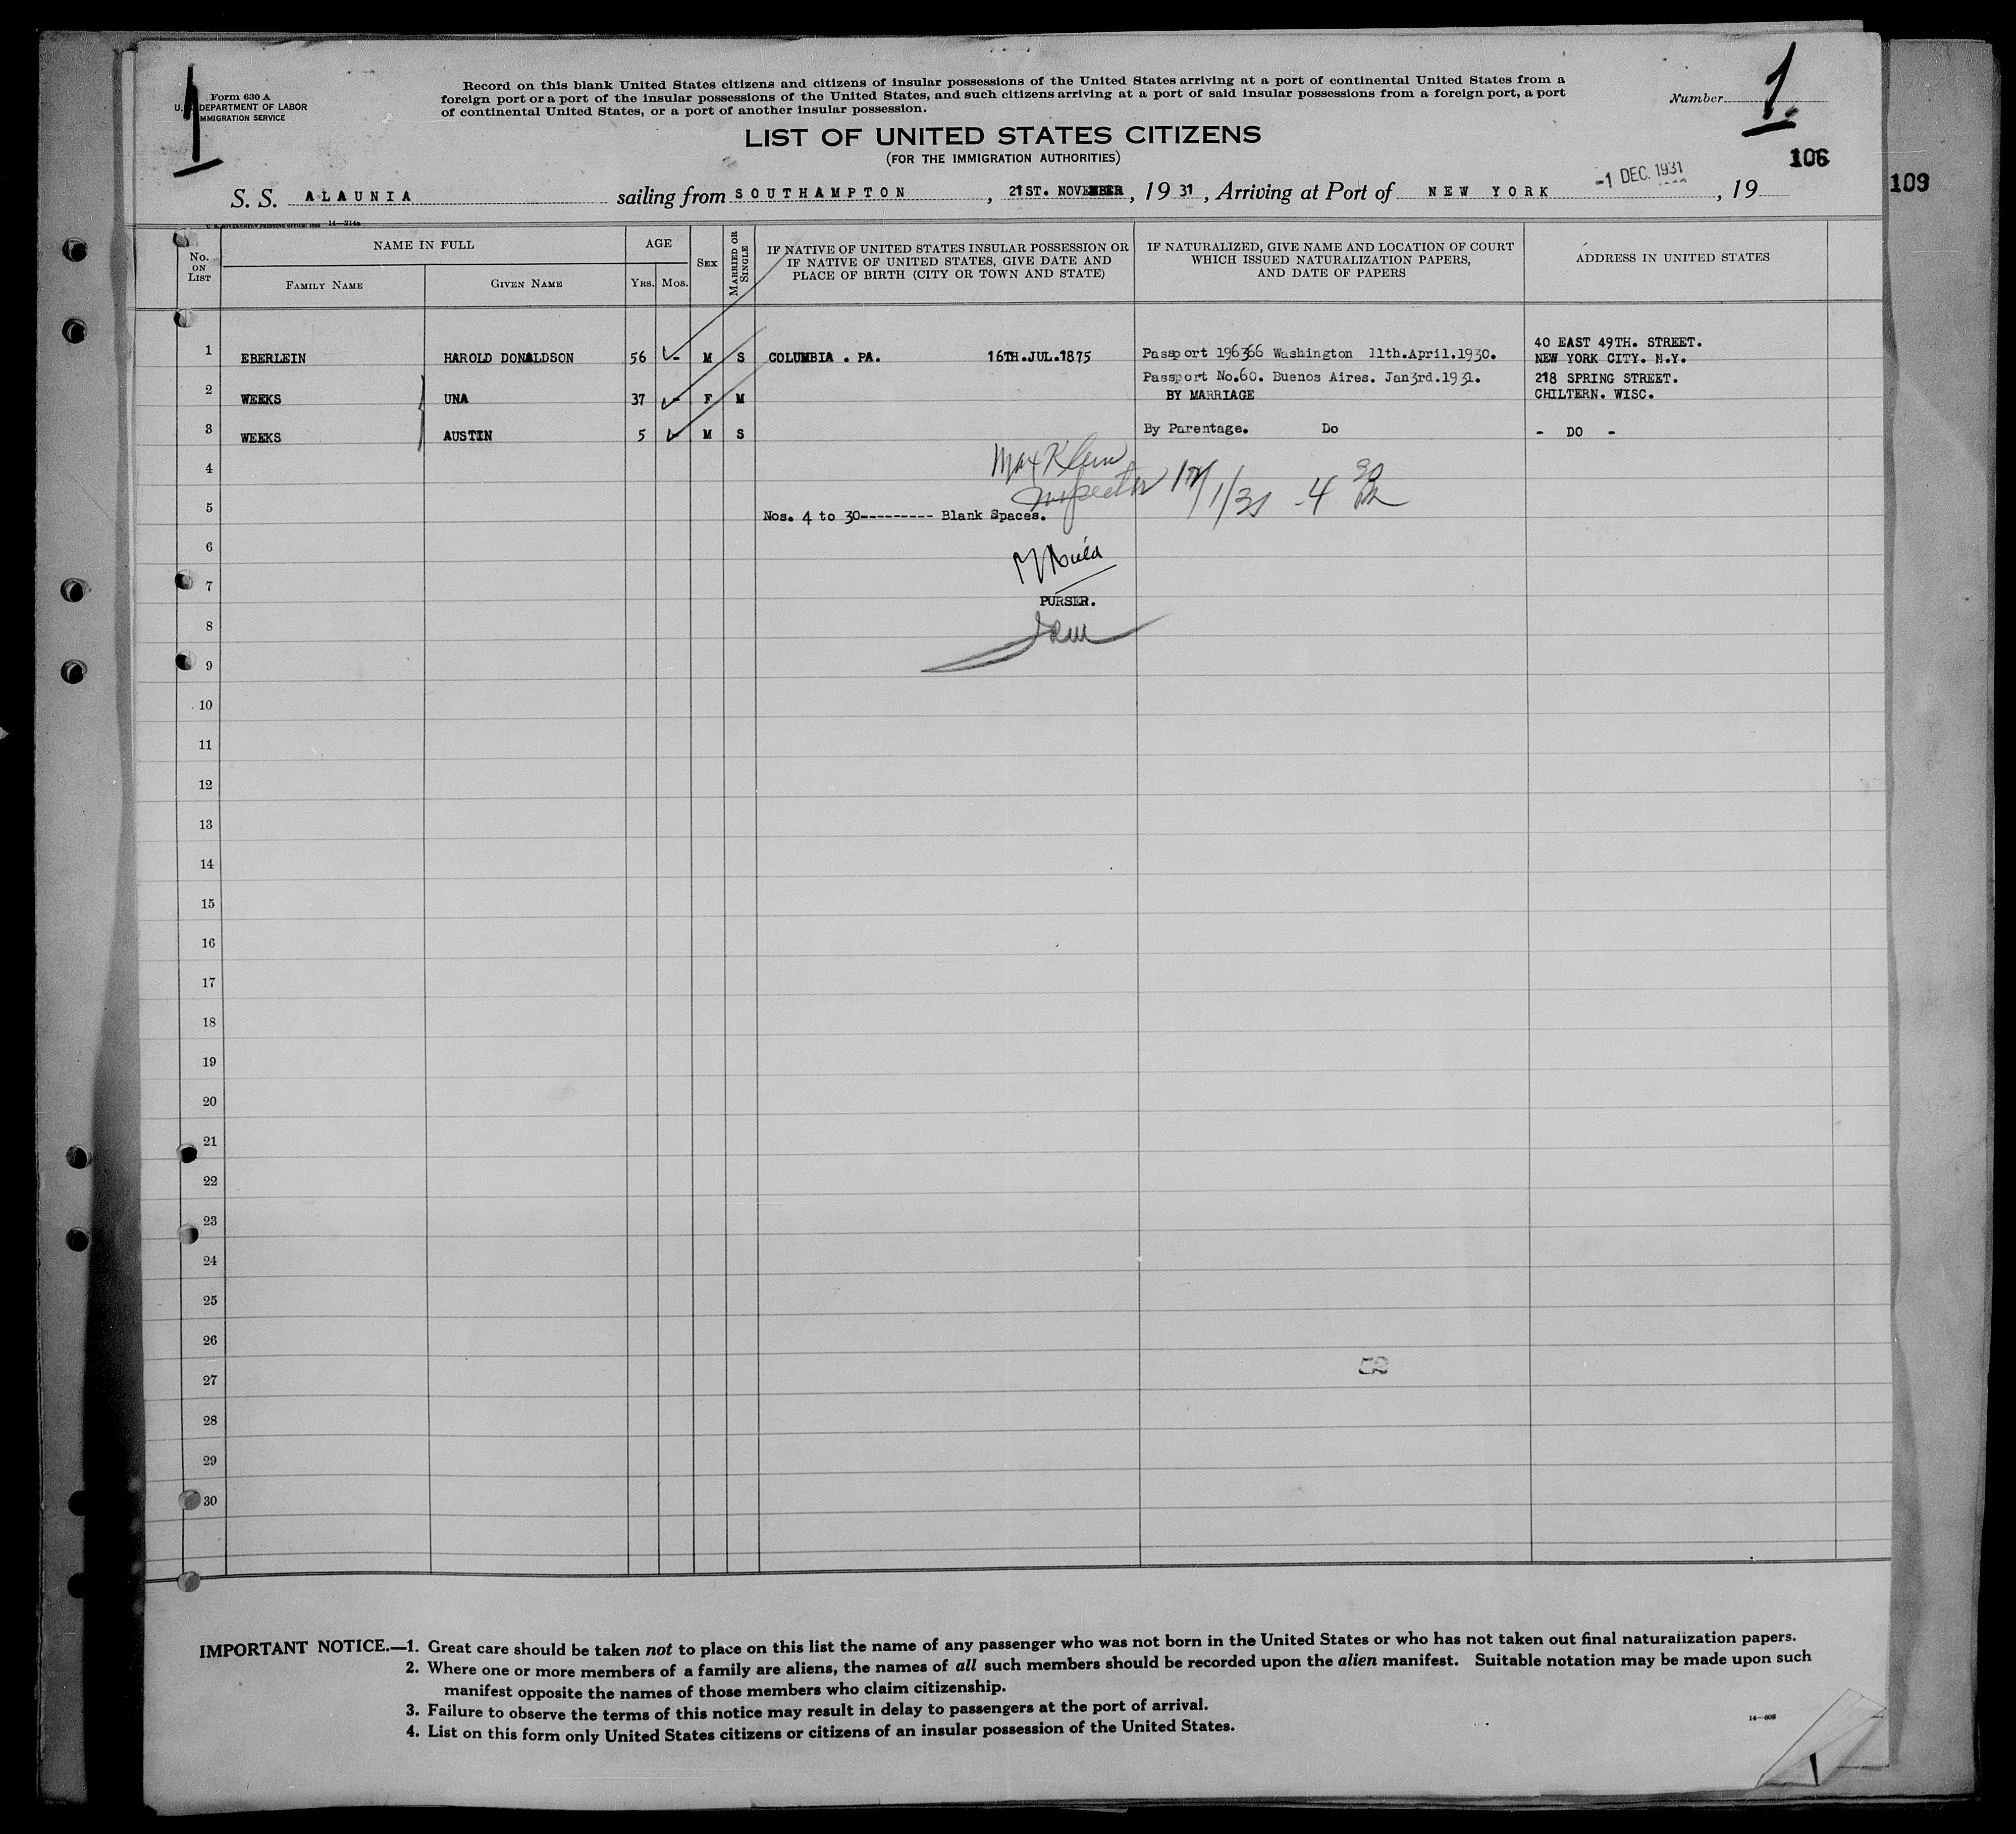 1
Form 630 A
U. S. DEPARTMENT OF LABOR
IMMIGRATION SERVICE
Record on this blank United States citizens and citizens of insular possessions of the United States arriving at a port of continental United States from a
foreign port or a port of the insular possessions of the United States, and such citizens arriving at a port of said insular possessions from a foreign port, a port
of continental United States, or a port of another insular possession.
Number 1.
LIST OF UNITED STATES CITIZENS
(FOR THE IMMIGRATION AUTHORITIES)
106
109
S. S. ALAUNIA sailing from SOUTHAMPTON, 21ST. NOVEMBER, 19 31, Arriving at Port of NEW YORK -1 DEC. 1931, 19
14—214a
No. ON LIST
NAME IN FULL
FAMILY NAME
GIVEN NAME
AGE
YRS. MOS.
SEX
MARRIED OR SINGLE
IF NATIVE OF UNITED STATES INSULAR POSSESSION OR
IF NATIVE OF UNITED STATES, GIVE DATE AND
PLACE OF BIRTH (CITY OR TOWN AND STATE)
IF NATURALIZED, GIVE NAME AND LOCATION OF COURT
WHICH ISSUED NATURALIZATION PAPERS,
AND DATE OF PAPERS
ADDRESS IN UNITED STATES
1 EBERLEIN HAROLD DONALDSON 56 - M S COLUMBIA . PA. 16TH.JUL.1875 Passport 196366 Washington 11th.April.1930. 40 EAST 49TH. STREET.
NEW YORK CITY. N.Y.
Passport No.60. Buenos Aires. Jan3rd.1931. 218 SPRING STREET.
2 WEEKS UNA 37 - F M BY MARRIAGE CHILTERN. WISC.
3 WEEKS AUSTIN 5 - M S By Parentage. Do - DO -
4 Max Klein
Inspector 12/1/31 - 4 30
5 Nos. 4 to 30--------- Blank Spaces.
6
7
PURSER.
8
9
10
11
12
13
14
15
16
17
18
19
20
21
22
23
24
25
26
27
52
28
29
30
IMPORTANT NOTICE.—1. Great care should be taken not to place on this list the name of any passenger who was not born in the United States or who has not taken out final naturalization papers.
2. Where one or more members of a family are aliens, the names of all such members should be recorded upon the alien manifest. Suitable notation may be made upon such
manifest opposite the names of those members who claim citizenship.
3. Failure to observe the terms of this notice may result in delay to passengers at the port of arrival.
4. List on this form only United States citizens or citizens of an insular possession of the United States.
14—608